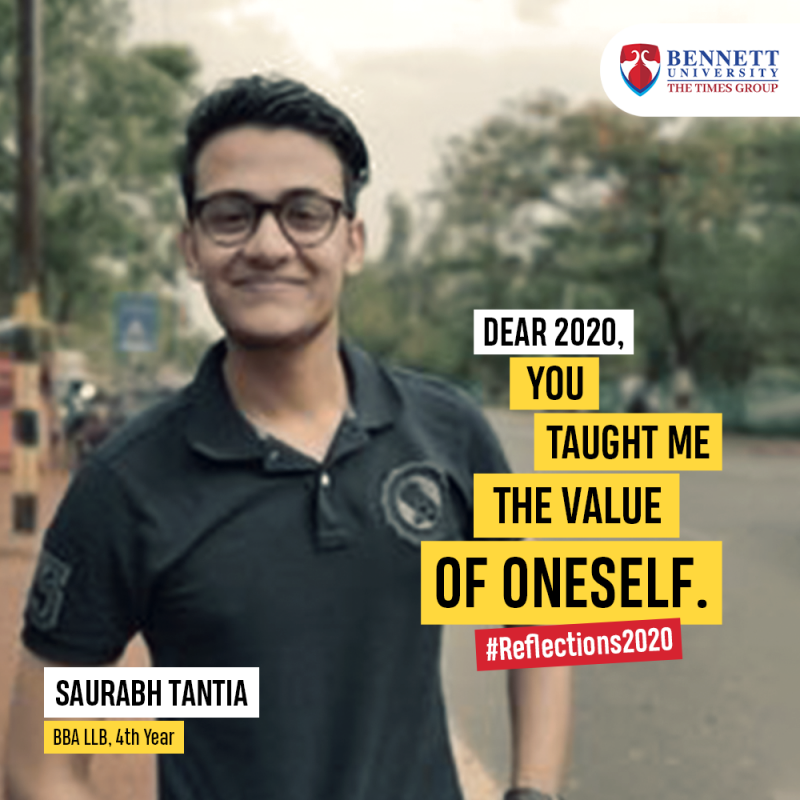 BENNETT
UNIVERSITY
THE TIMES GROUP
DEAR 2020,
YOU
TAUGHT ME
THE VALUE
OF ONESELF.
#Reflections2020
SAURABH TANTIA
BBA LLB, 4th Year